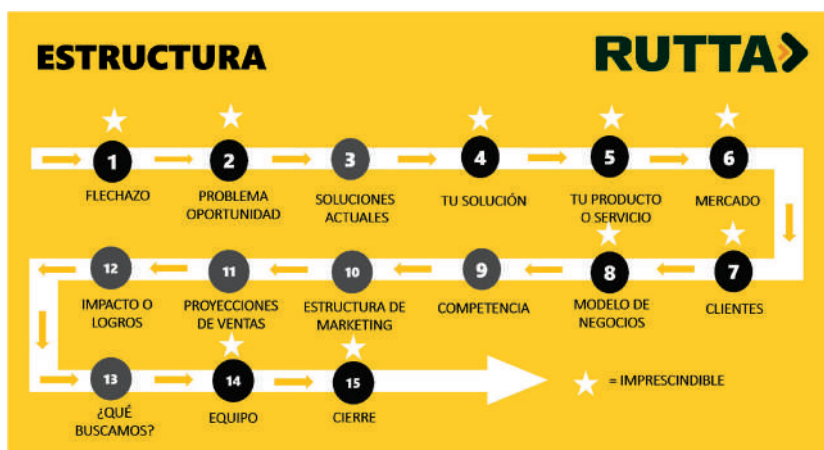 ESTRUCTURA
RUTTA
1
FLECHAZO
2
PROBLEMA
OPORTUNIDAD
3
SOLUCIONES
ACTUALES
4
TU SOLUCIÓN
5
TU PRODUCTO
O SERVICIO
6
MERCADO
7
CLIENTES
8
MODELO DE
NEGOCIOS
9
COMPETENCIA
10
ESTRUCTURA DE
MARKETING
11
PROYECCIONES
DE VENTAS
12
IMPACTO O
LOGROS
13
¿QUÉ
BUSCAMOS?
14
EQUIPO
15
CIERRE
= IMPRESCINDIBLE